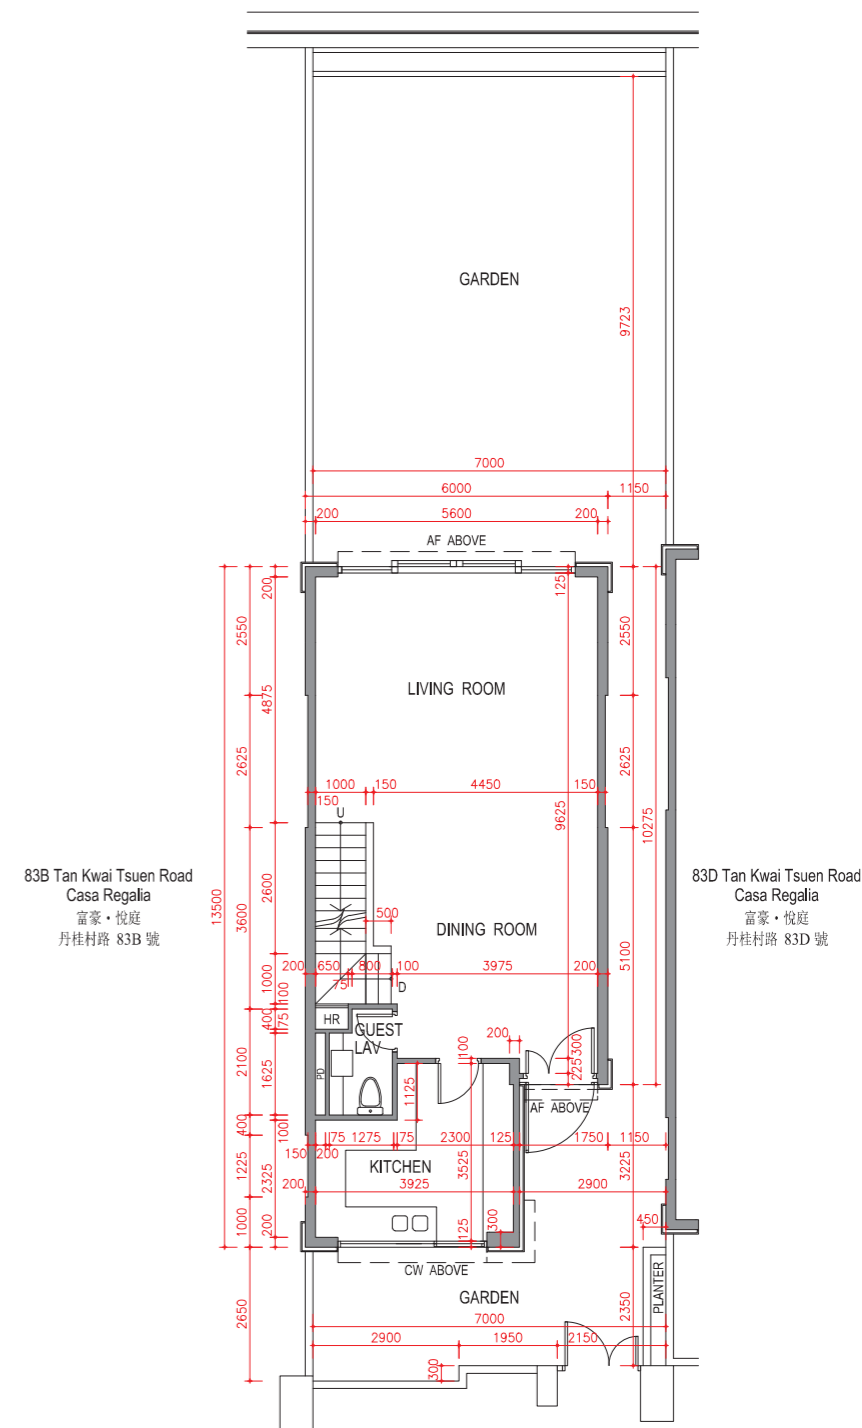 GARDEN
9723
7000
6000 1150
200 5600 200
AF ABOVE
200
125
2550
2550
4875
LIVING ROOM
2625
2625
1000 150 4450 150
150
9625
10275
U
83B Tan Kwai Tsuen Road
Casa Regalia
富豪・悅庭
丹桂村路 83B 號
83D Tan Kwai Tsuen Road
Casa Regalia
富豪・悅庭
丹桂村路 83D 號
13500
3600
2600
500
DINING ROOM
5100
200 650 800 100 3975 200
75
D
1000
100
HR
400
75
GUEST
LAV
200
100
300
225
2100
1625
PD
1125
AF ABOVE
400
100
75 1275 75 2300 125 1750 1150
150 200
KITCHEN
3525
3225
1225
2325
200 3925 2900
1000
200
125
300
450
CW ABOVE
GARDEN
PLANTER
2650
2350
7000
2900 1950 2150
300